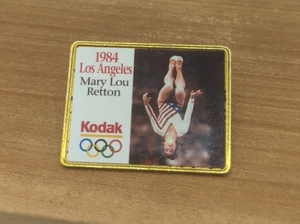 1984
Los Angeles
Mary Lou
Retton
Kodak